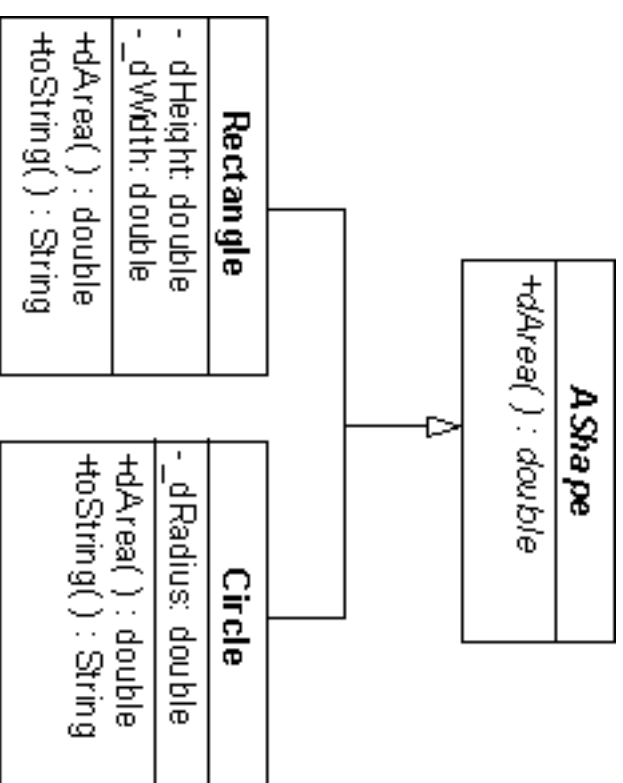 AShape
+dArea( ) : double
Rectangle
- dHeight: double
- _dWidth: double
+dArea( ) : double
+toString( ) : String
Circle
- _dRadius: double
+dArea( ) : double
+toString( ) : String